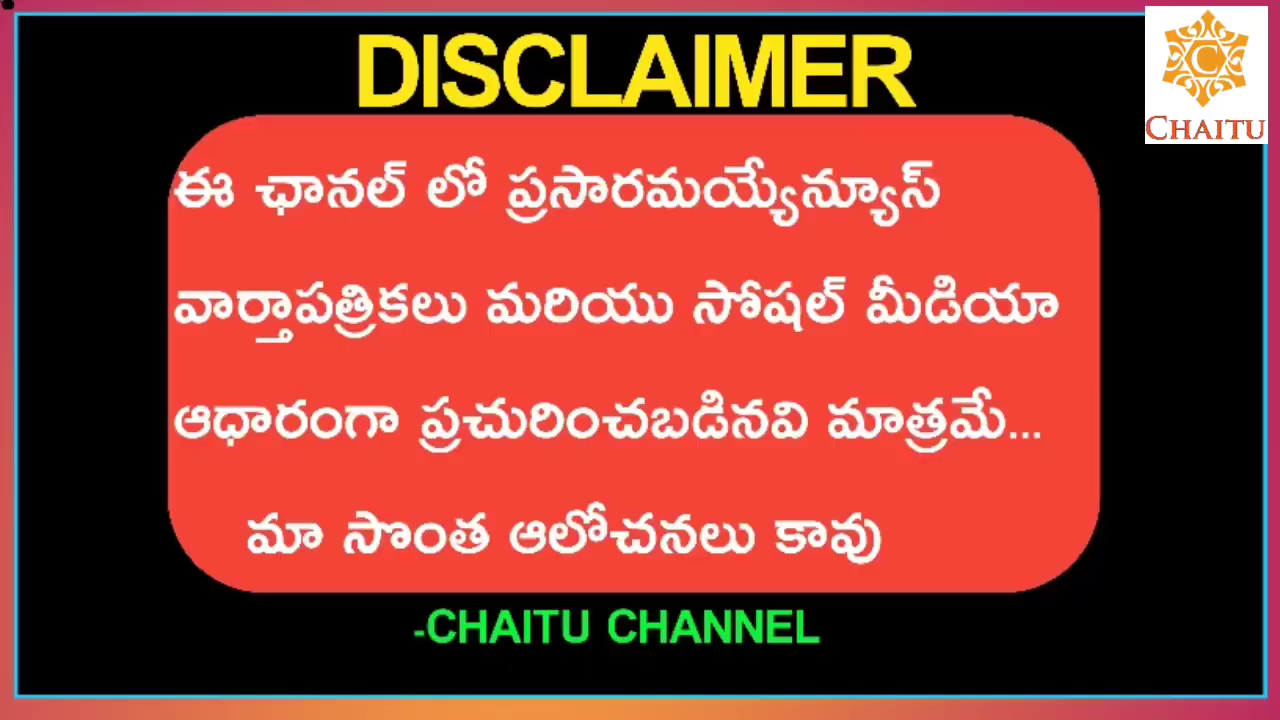 DISCLAIMER
C
CHAITU
ఈ ఛానల్ లో ప్రసారమయ్యేన్యూస్
వార్తాపత్రికలు మరియు సోషల్ మీడియా
ఆధారంగా ప్రచురించబడినవి మాత్రమే...
మా సొంత ఆలోచనలు కావు
-CHAITU CHANNEL